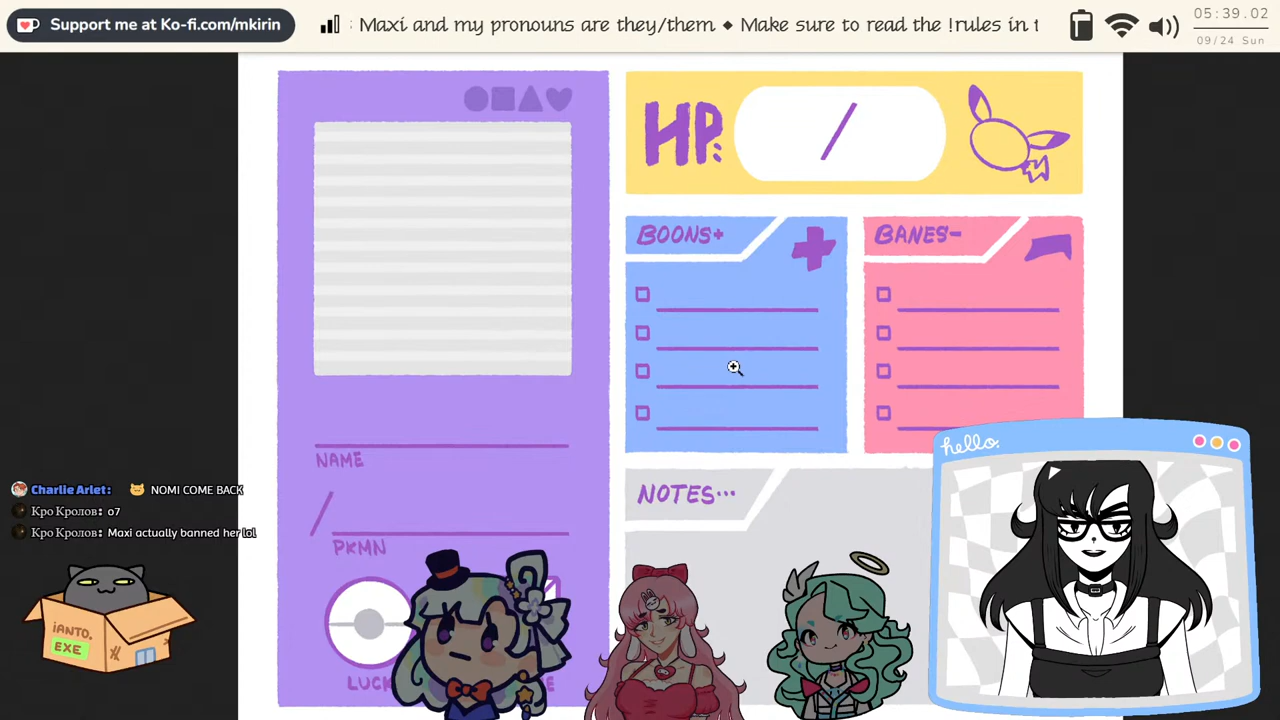 Support me at Ko-fi.com/mkirin
Maxi and my pronouns are they/them ◆ Make sure to read the !rules in t
05:39.02
09/24 Sun
HP:
/
BOONS+
BANES-
NAME
/
PKMN
LUCK
NOTES...
hello.
Charlie Arlet: NOMI COME BACK
Кро Кролов: o7
Кро Кролов: Maxi actually banned her lol
iANTO.
EXE